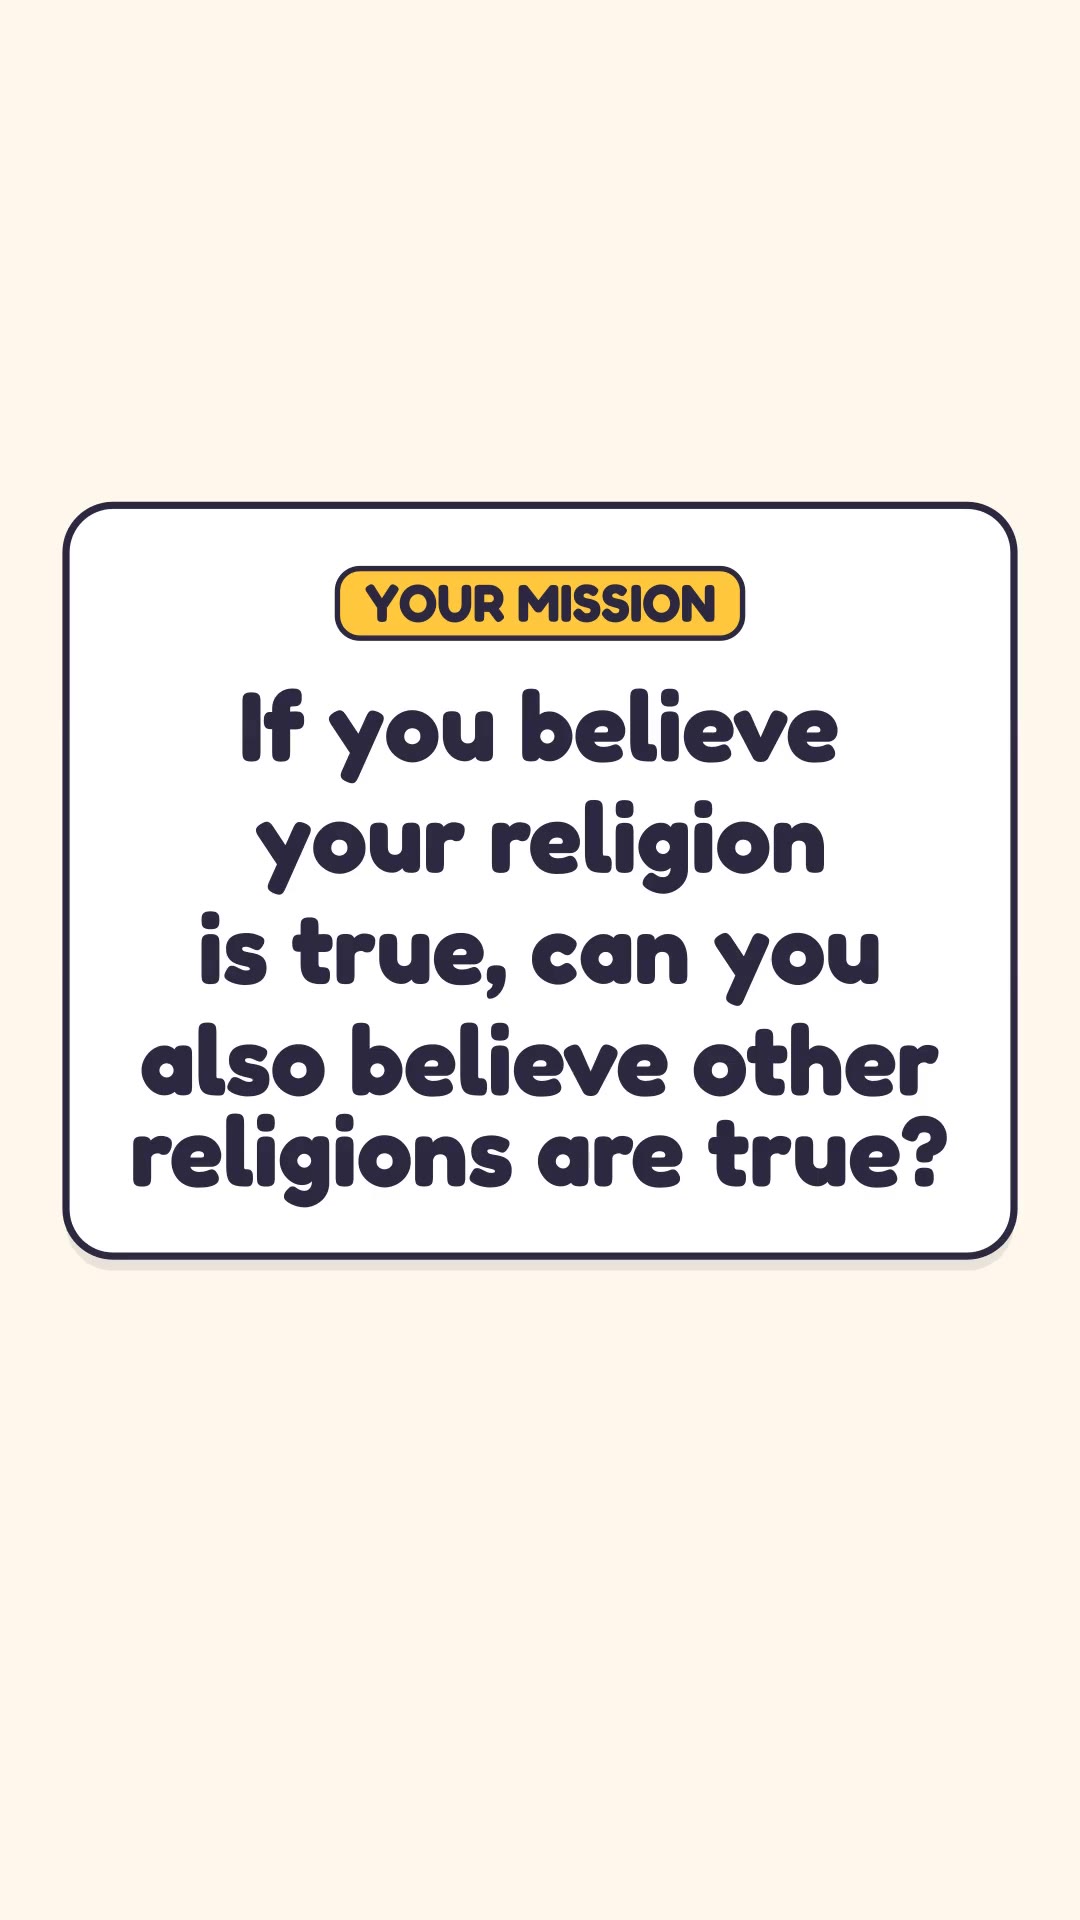 YOUR MISSION
If you believe
your religion
is true, can you
also believe other
religions are true?